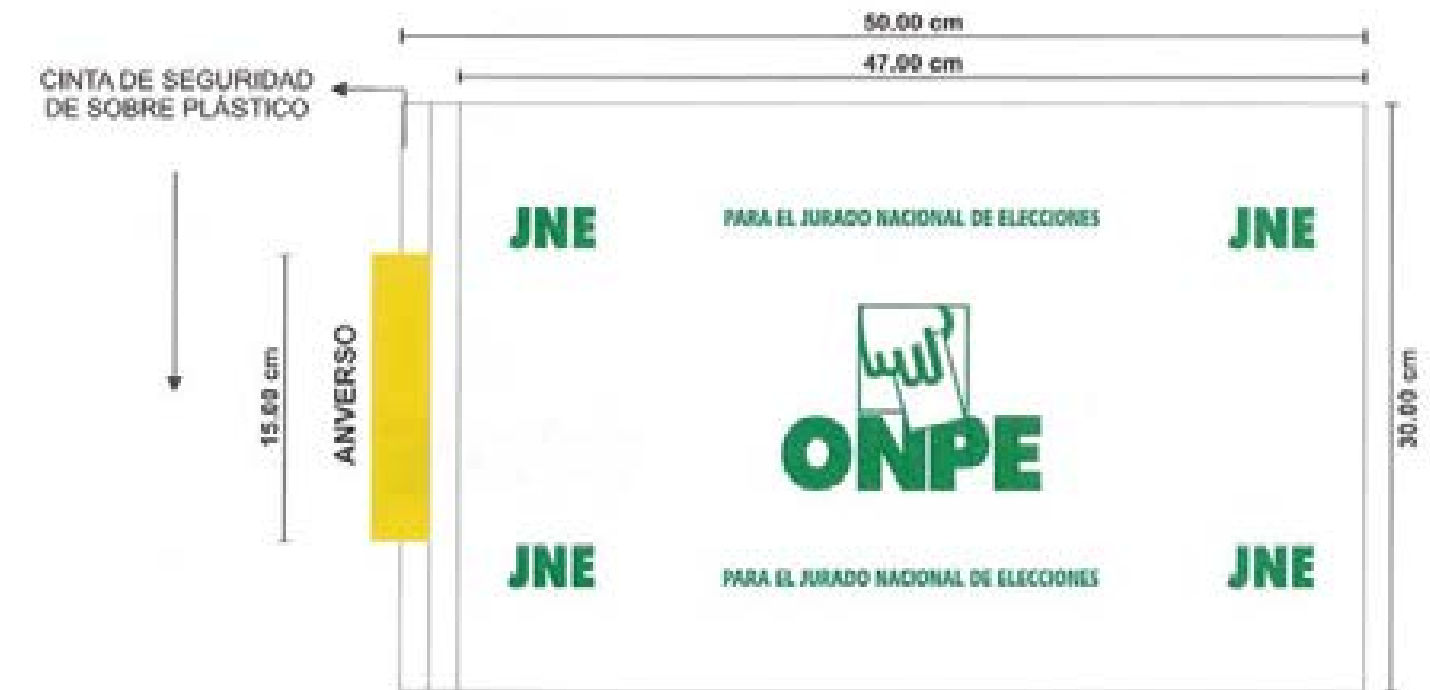 50.00 cm
47.00 cm
CINTA DE SEGURIDAD
DE SOBRE PLÁSTICO
JNE
PARA EL JURADO NACIONAL DE ELECCIONES
JNE
15.00 cm
ANVERSO
30.00 cm
ONPE
JNE
PARA EL JURADO NACIONAL DE ELECCIONES
JNE